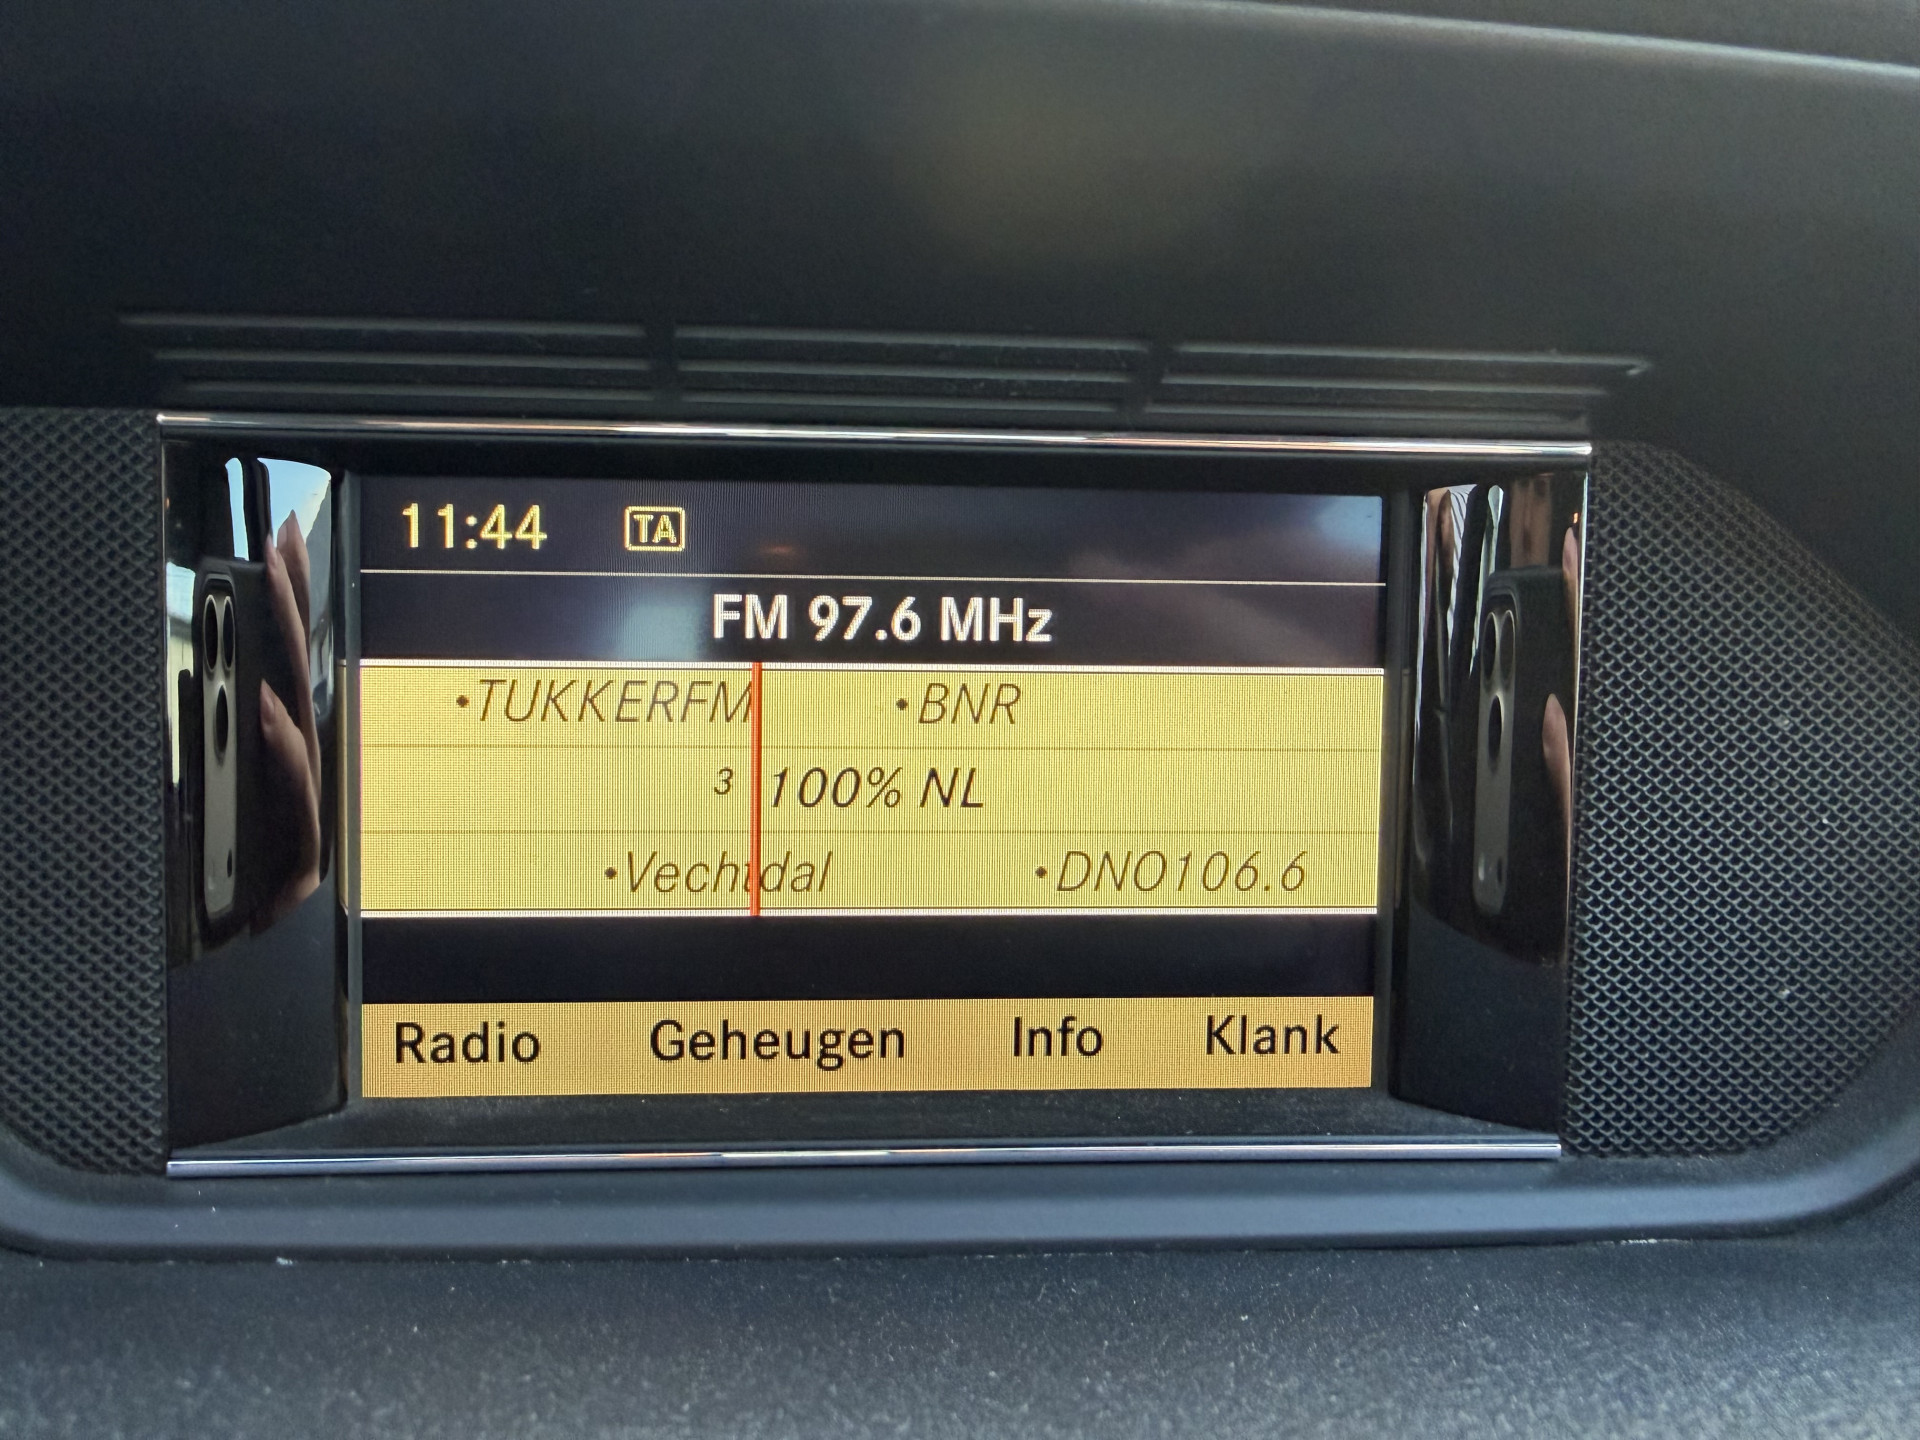 11:44 TA
FM 97.6 MHz
•TUKKERFM •BNR
3 100% NL
•Vechtdal •DNO106.6
Radio Geheugen Info Klank